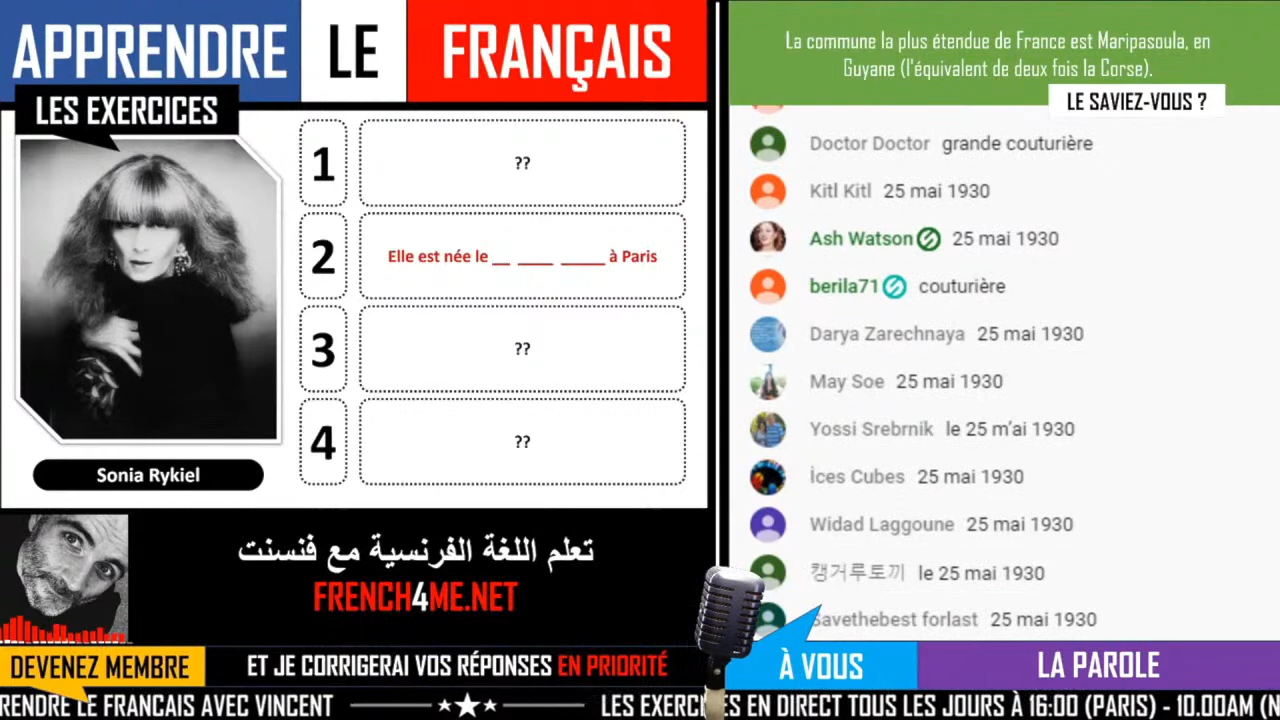 APPRENDRE LE FRANÇAIS
LES EXERCICES
1 ??
2 Elle est née le __ ____ _____ à Paris
3 ??
4 ??
Sonia Rykiel
تعلم اللغة الفرنسية مع فنسنت
FRENCH4ME.NET
DEVENEZ MEMBRE
ET JE CORRIGERAI VOS RÉPONSES EN PRIORITÉ
La commune la plus étendue de France est Maripasoula, en
Guyane (l'équivalent de deux fois la Corse).
LE SAVIEZ-VOUS ?
Doctor Doctor grande couturière
Kitl Kitl 25 mai 1930
Ash Watson 25 mai 1930
berila71 couturière
Darya Zarechnaya 25 mai 1930
May Soe 25 mai 1930
Yossi Srebrnik le 25 m'ai 1930
İces Cubes 25 mai 1930
Widad Laggoune 25 mai 1930
캥거루토끼 le 25 mai 1930
Savethebest forlast 25 mai 1930
À VOUS
LA PAROLE
RENDRE LE FRANCAIS AVEC VINCENT
LES EXERCICES EN DIRECT TOUS LES JOURS À 16:00 (PARIS) - 10.00AM (N